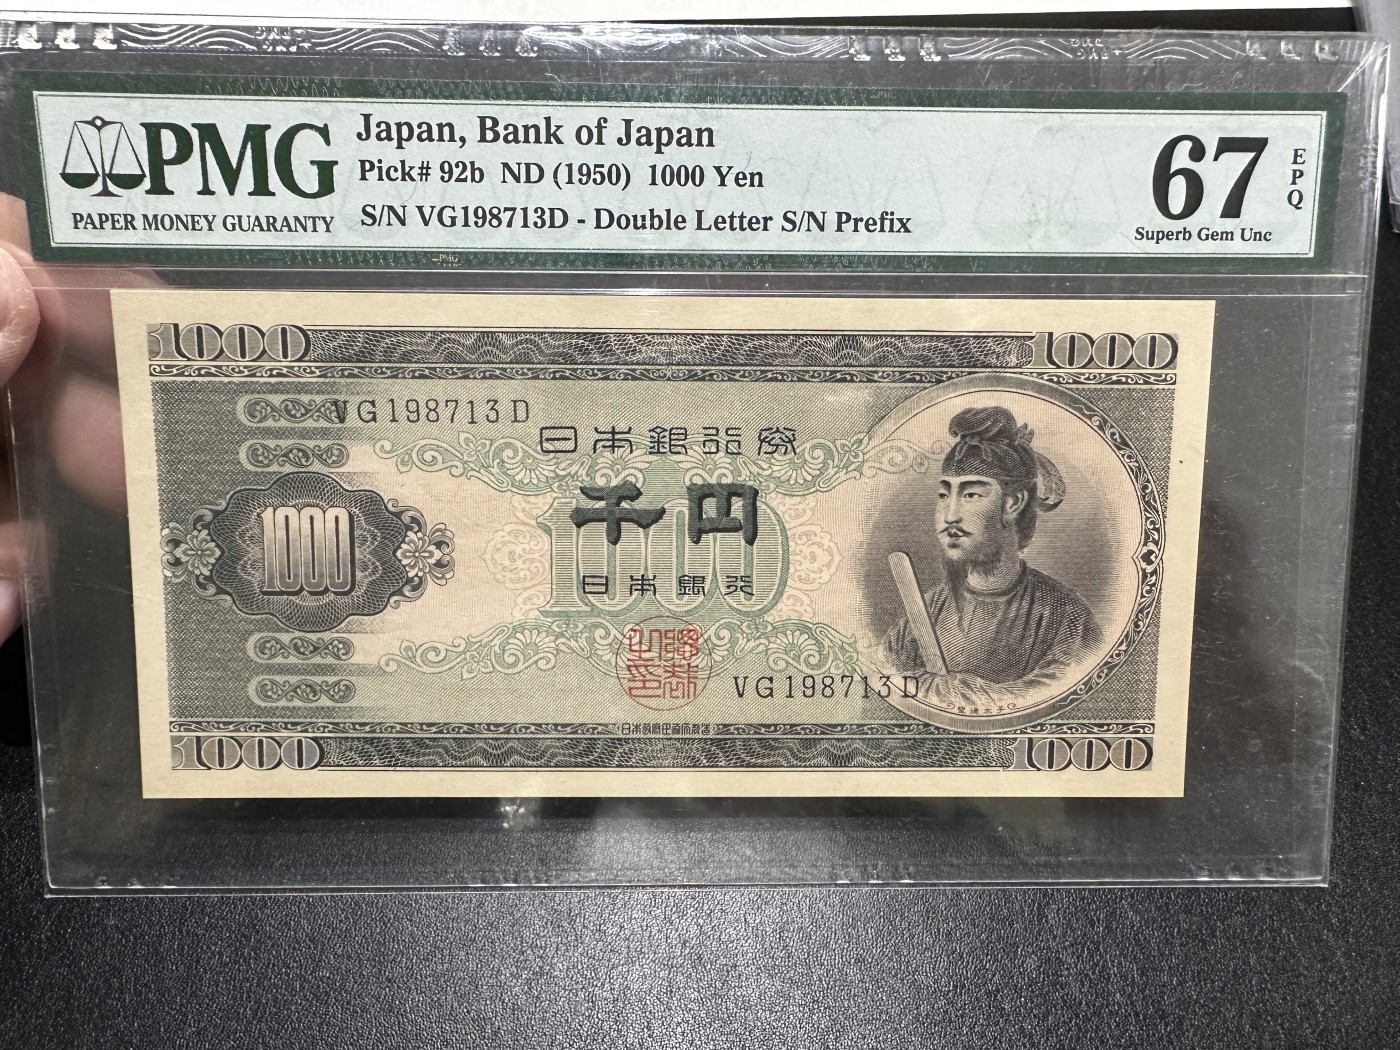 PMG
PAPER MONEY GUARANTY
Japan, Bank of Japan
Pick# 92b ND (1950) 1000 Yen
S/N VG198713D - Double Letter S/N Prefix
67
EPQ
Superb Gem Unc
PMG
1000
1000
VG198713D
日本銀行券
千円
1000
1000
日本銀行
VG198713D
1000
1000